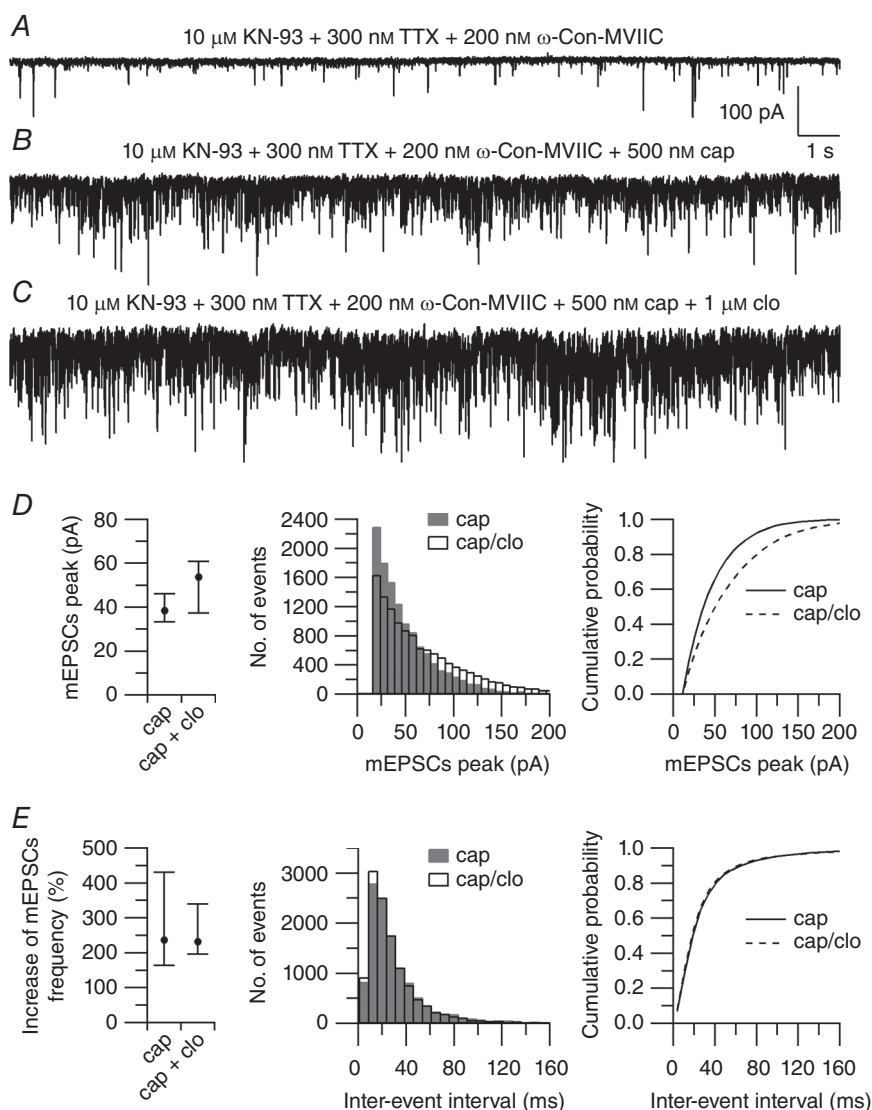 A
10 μM KN-93 + 300 nM TTX + 200 nM ω-Con-MVIIC
100 pA
1 s
B
10 μM KN-93 + 300 nM TTX + 200 nM ω-Con-MVIIC + 500 nM cap
C
10 μM KN-93 + 300 nM TTX + 200 nM ω-Con-MVIIC + 500 nM cap + 1 μM clo
D
mEPSCs peak (pA)
80
60
40
20
0
cap
cap + clo
No. of events
2400
2000
1600
1200
800
400
0
cap
cap/clo
0 50 100 150 200
mEPSCs peak (pA)
Cumulative probability
1.0
0.8
0.6
0.4
0.2
0.0
cap
cap/clo
0 50 100 150 200
mEPSCs peak (pA)
E
Increase of mEPSCs
frequency (%)
500
400
300
200
100
0
cap
cap + clo
No. of events
3000
2000
1000
0
cap
cap/clo
0 40 80 120 160
Inter-event interval (ms)
Cumulative probability
1.0
0.8
0.6
0.4
0.2
0.0
cap
cap/clo
0 40 80 120 160
Inter-event interval (ms)